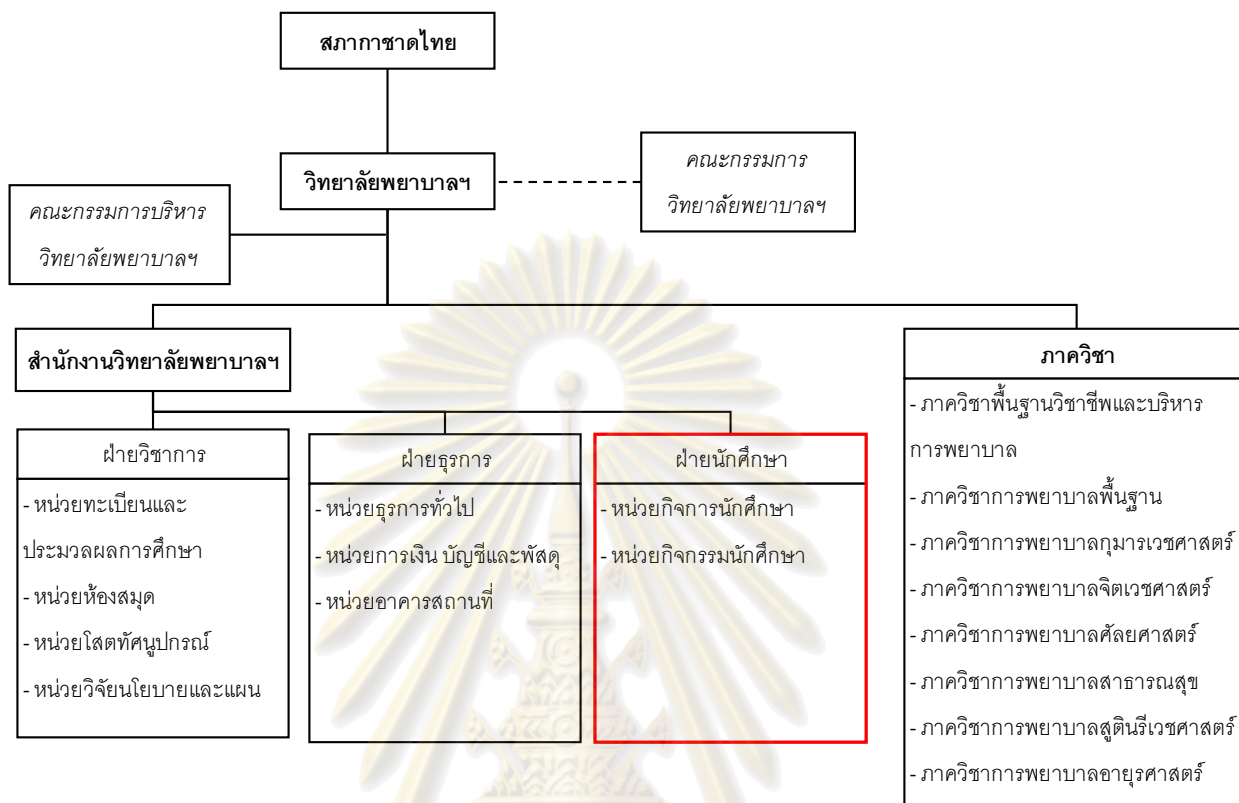 สภากาชาดไทย
วิทยาลัยพยาบาลฯ
คณะกรรมการ
วิทยาลัยพยาบาลฯ
คณะกรรมการบริหาร
วิทยาลัยพยาบาลฯ
สำนักงานวิทยาลัยพยาบาลฯ
ฝ่ายวิชาการ
- หน่วยทะเบียนและ
ประมวลผลการศึกษา
- หน่วยห้องสมุด
- หน่วยโสตทัศนูปกรณ์
- หน่วยวิจัยนโยบายและแผน
ฝ่ายธุรการ
- หน่วยธุรการทั่วไป
- หน่วยการเงิน บัญชีและพัสดุ
- หน่วยอาคารสถานที่
ฝ่ายนักศึกษา
- หน่วยกิจการนักศึกษา
- หน่วยกิจกรรมนักศึกษา
ภาควิชา
- ภาควิชาพื้นฐานวิชาชีพและบริหาร
การพยาบาล
- ภาควิชาการพยาบาลพื้นฐาน
- ภาควิชาการพยาบาลกุมารเวชศาสตร์
- ภาควิชาการพยาบาลจิตเวชศาสตร์
- ภาควิชาการพยาบาลศัลยศาสตร์
- ภาควิชาการพยาบาลสาธารณสุข
- ภาควิชาการพยาบาลสูตินรีเวชศาสตร์
- ภาควิชาการพยาบาลอายุรศาสตร์